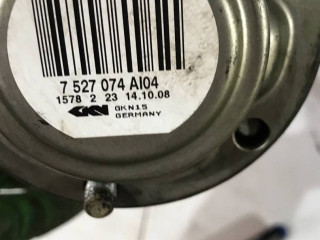 7 527 074 AI04
1578 2 23 14.10.08
GKN GKN15
GERMANY